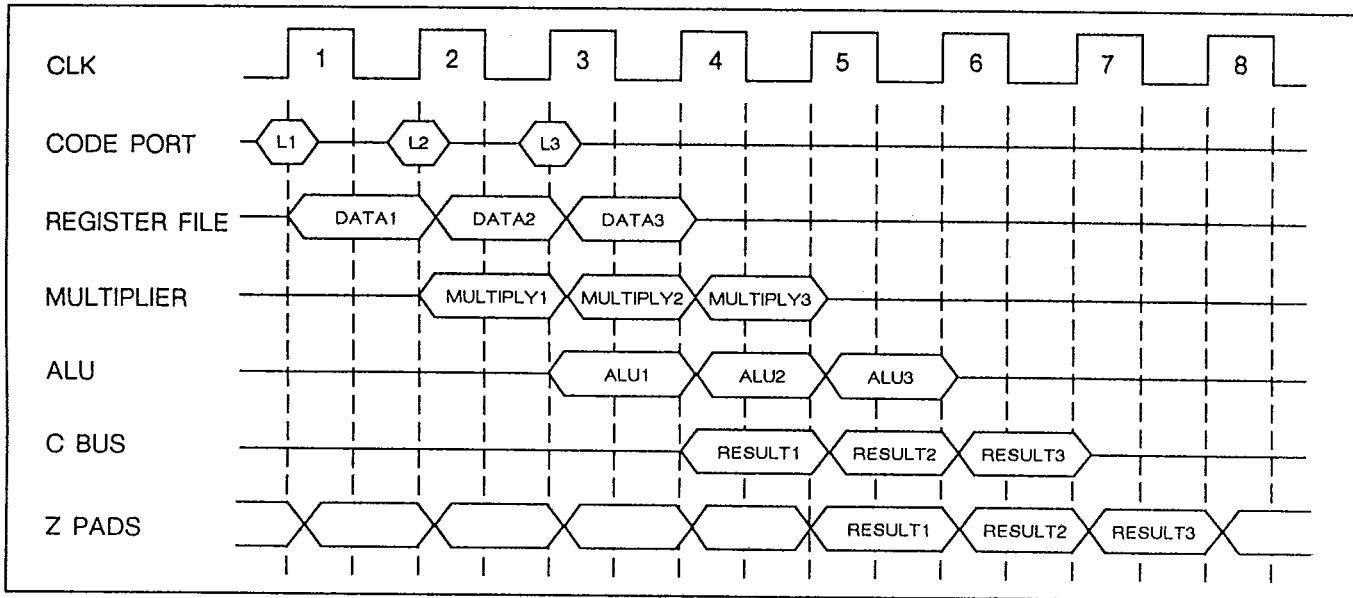 CLK 1 2 3 4 5 6 7 8
CODE PORT L1 L2 L3
REGISTER FILE DATA1 DATA2 DATA3
MULTIPLIER MULTIPLY1 MULTIPLY2 MULTIPLY3
ALU ALU1 ALU2 ALU3
C BUS RESULT1 RESULT2 RESULT3
Z PADS RESULT1 RESULT2 RESULT3